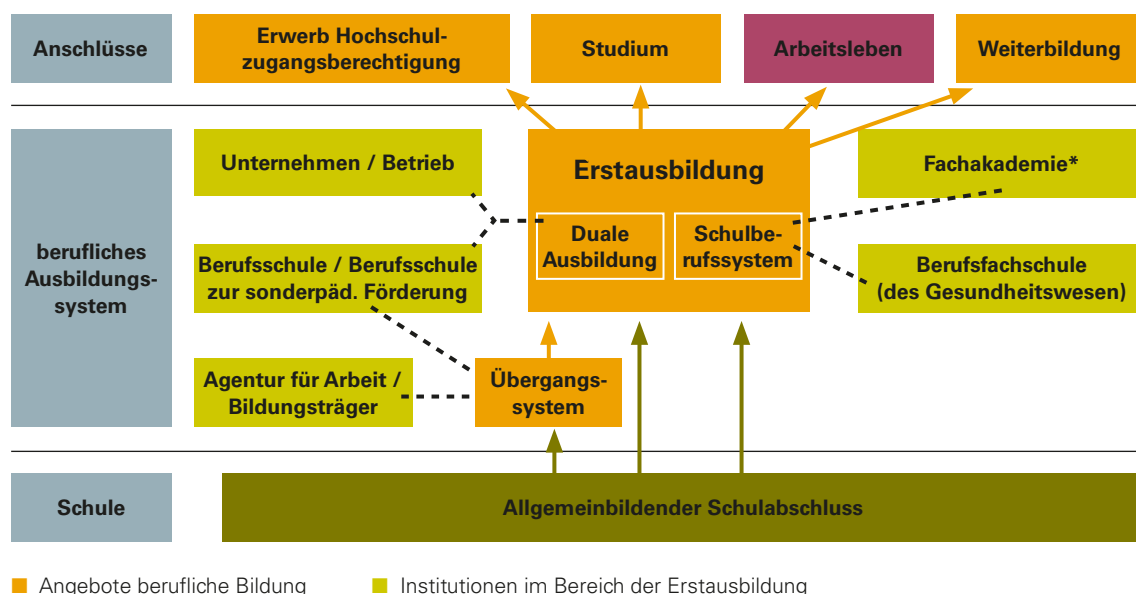 Anschlüsse
Erwerb Hochschul-
zugangsberechtigung
Studium
Arbeitsleben
Weiterbildung
berufliches
Ausbildungs-
system
Unternehmen / Betrieb
Erstausbildung
Fachakademie*
Duale
Ausbildung
Schulbe-
rufssystem
Berufsschule / Berufsschule
zur sonderpäd. Förderung
Berufsfachschule
(des Gesundheitswesen)
Agentur für Arbeit /
Bildungsträger
Übergangs-
system
Schule
Allgemeinbildender Schulabschluss
Angebote berufliche Bildung
Institutionen im Bereich der Erstausbildung